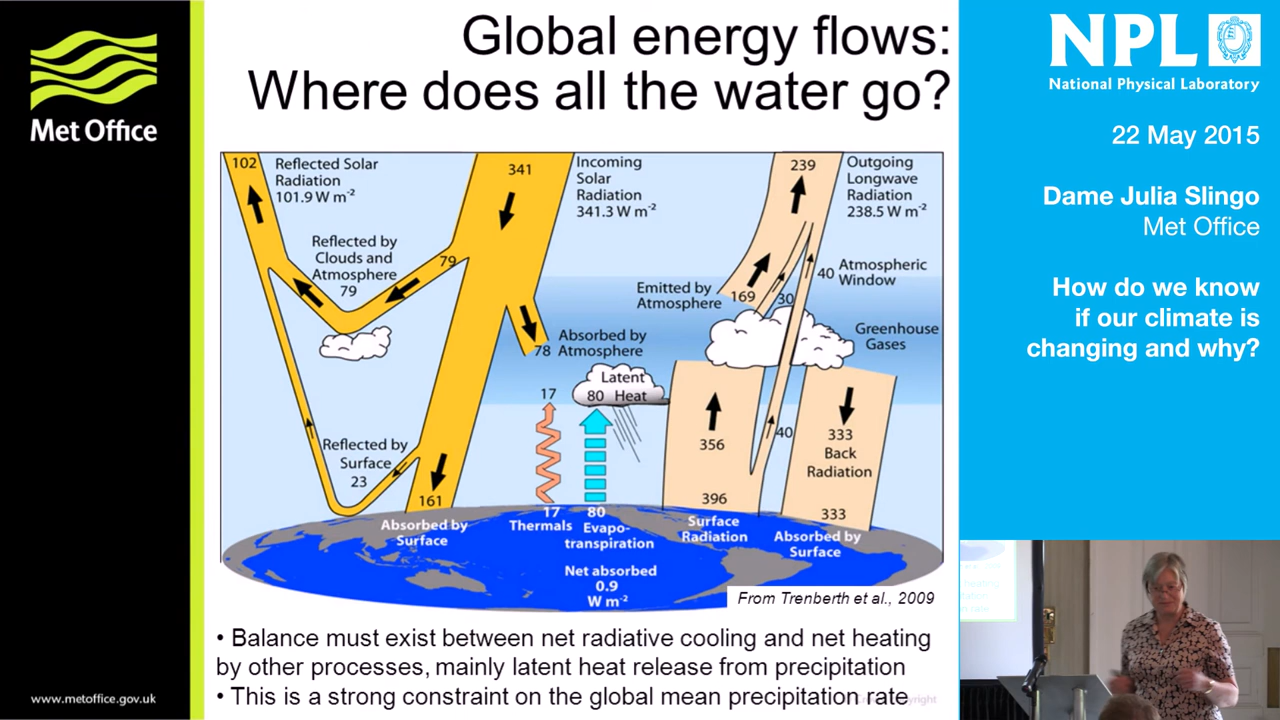 Met Office
www.metoffice.gov.uk
Global energy flows:
Where does all the water go?
102
Reflected Solar
Radiation
101.9 W m-2
341
Incoming
Solar
Radiation
341.3 W m-2
239
Outgoing
Longwave
Radiation
238.5 W m-2
Reflected by
Clouds and
Atmosphere
79
79
Emitted by
Atmosphere
169
30
40
Atmospheric
Window
Greenhouse
Gases
Absorbed by
78 Atmosphere
Latent
80 Heat
17
Reflected by
Surface
23
356
40
333
Back
Radiation
161
Absorbed by
Surface
17
Thermals
80
Evapo-
transpiration
396
Surface
Radiation
333
Absorbed by
Surface
Net absorbed
0.9
W m-2
From Trenberth et al., 2009
• Balance must exist between net radiative cooling and net heating
by other processes, mainly latent heat release from precipitation
• This is a strong constraint on the global mean precipitation rate
NPL
National Physical Laboratory
22 May 2015
Dame Julia Slingo
Met Office
How do we know
if our climate is
changing and why?